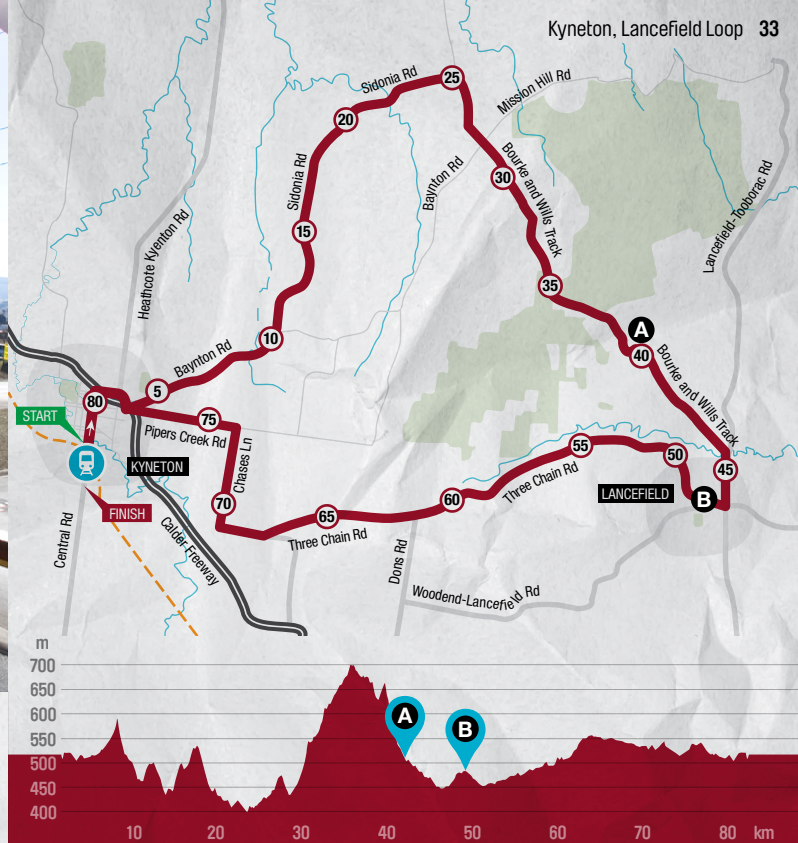 Kyneton, Lancefield Loop 33
Sidonia Rd
25
Mission Hill Rd
20
Baynton Rd
Bourke and Wills Track
30
Sidonia Rd
15
Lancefield-Tooborac Rd
Heathcote Kyenton Rd
35
10
A
40
Baynton Rd
5
Bourke and Wills Track
80
START
75
Pipers Creek Rd
KYNETON
Chases Ln
55
50
45
Three Chain Rd
LANCEFIELD
B
70
60
FINISH
65
Three Chain Rd
Central Rd
Calder Freeway
Dons Rd
Woodend-Lancefield Rd
m
700
650
600
550
500
450
400
A
B
10 20 30 40 50 60 70 80 km